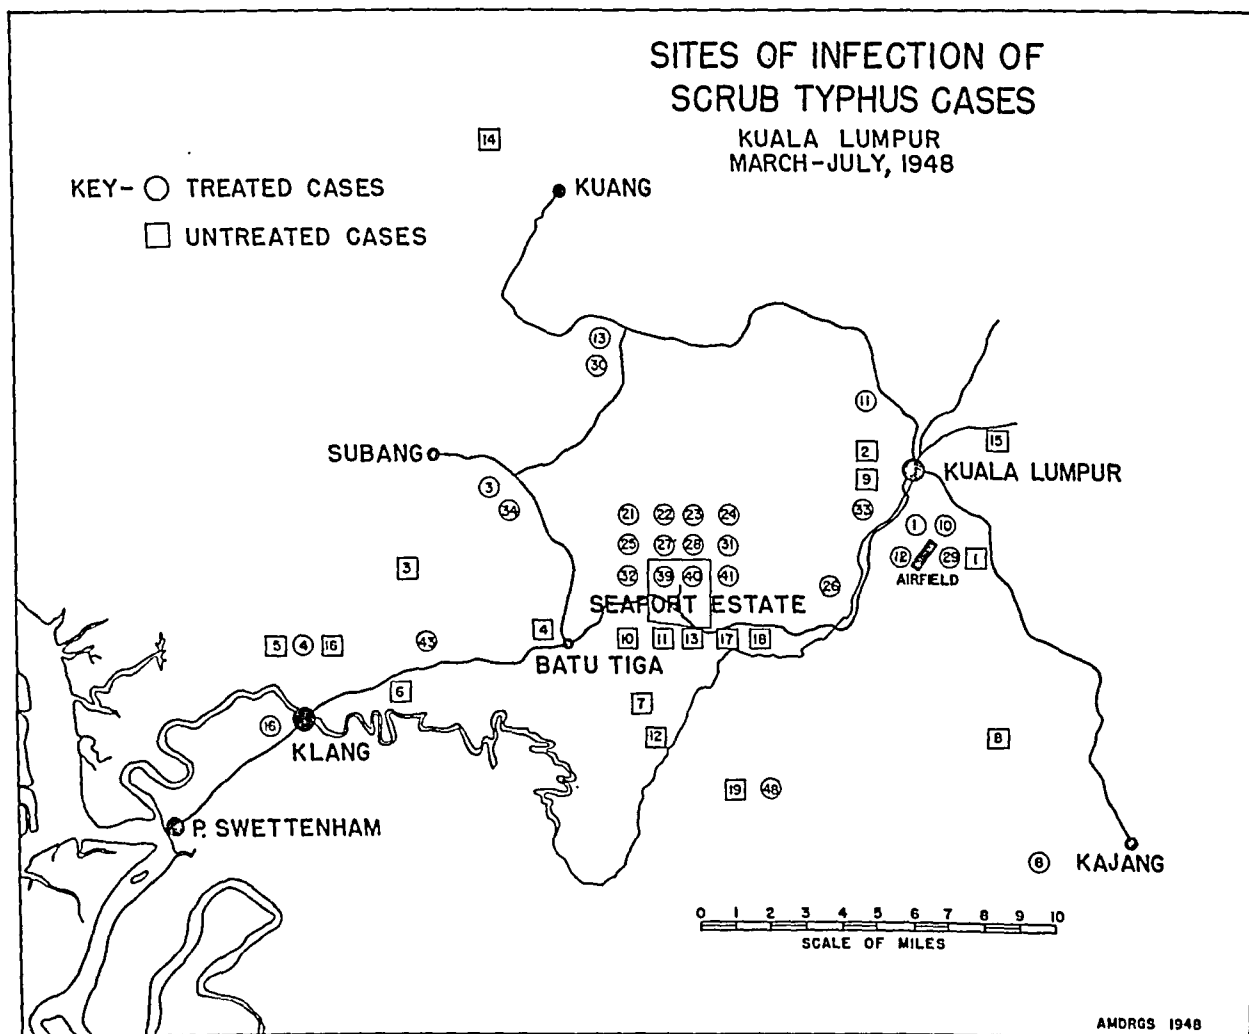 SITES OF INFECTION OF
SCRUB TYPHUS CASES
KUALA LUMPUR
MARCH-JULY, 1948
14
KEY- TREATED CASES
KUANG
UNTREATED CASES
13
30
11
SUBANG
2
15
9
KUALA LUMPUR
3
34
33
21 22 23 24
1 10
25 27 28 31
12 29 1
AIRFIELD
3
32 39 40 41
26
SEAPORT ESTATE
4
5 4 16
43
10 11 13 17 18
BATU TIGA
6
7
16
KLANG
12
8
19 48
P. SWETTENHAM
6
KAJANG
0 1 2 3 4 5 6 7 8 9 10
SCALE OF MILES
AMDRGS 1948